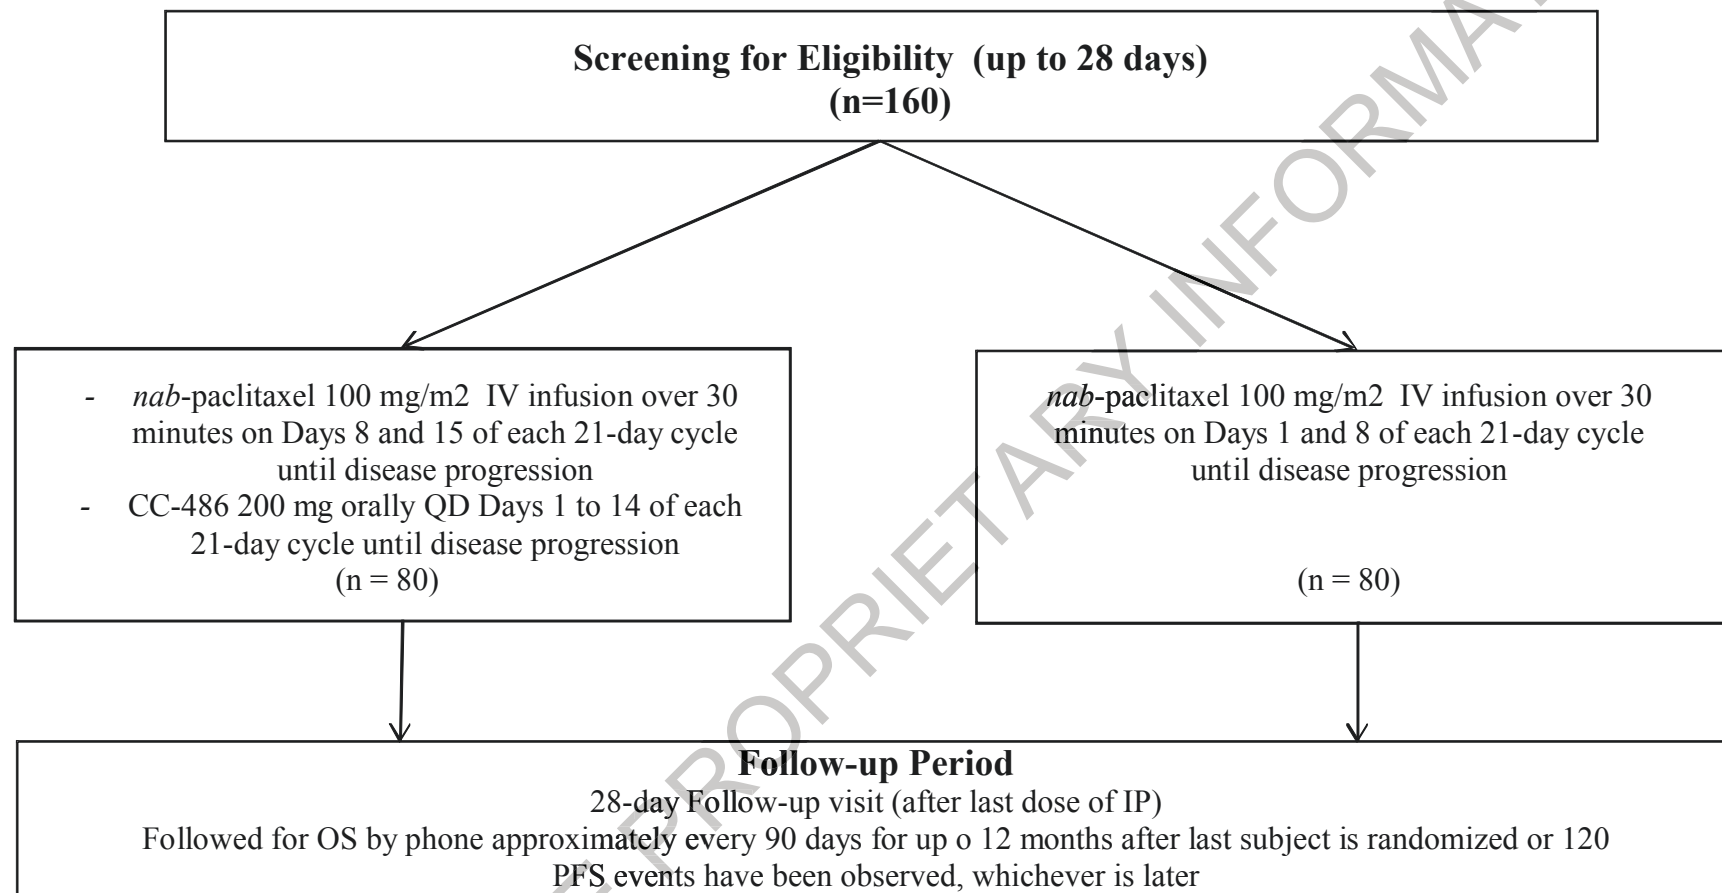 Screening for Eligibility (up to 28 days)
(n=160)
- nab-paclitaxel 100 mg/m2 IV infusion over 30
minutes on Days 8 and 15 of each 21-day cycle
until disease progression
- CC-486 200 mg orally QD Days 1 to 14 of each
21-day cycle until disease progression
(n = 80)
nab-paclitaxel 100 mg/m2 IV infusion over 30
minutes on Days 1 and 8 of each 21-day cycle
until disease progression
(n = 80)
Follow-up Period
28-day Follow-up visit (after last dose of IP)
Followed for OS by phone approximately every 90 days for up o 12 months after last subject is randomized or 120
PFS events have been observed, whichever is later
PROPRIETARY